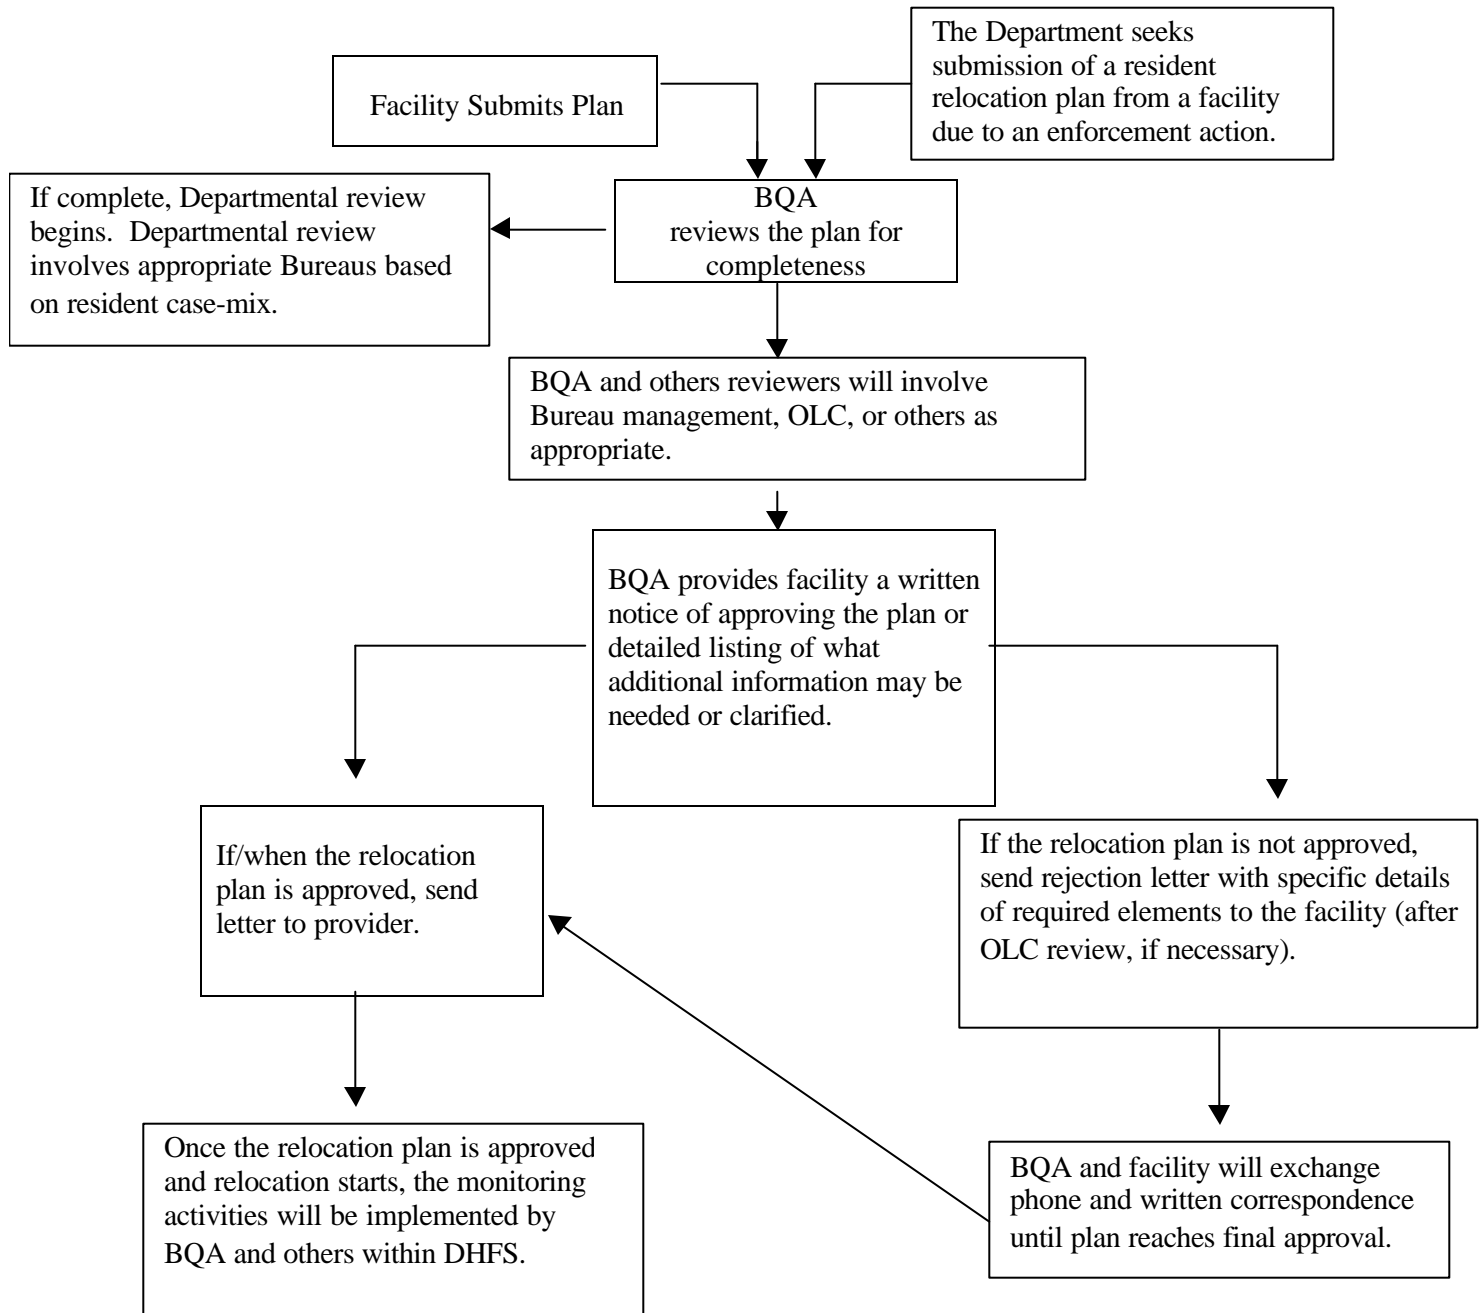 Facility Submits Plan
The Department seeks
submission of a resident
relocation plan from a facility
due to an enforcement action.
If complete, Departmental review
begins.  Departmental review
involves appropriate Bureaus based
on resident case-mix.
BQA
reviews the plan for
completeness
BQA and others reviewers will involve
Bureau management, OLC, or others as
appropriate.
BQA provides facility a written
notice of approving the plan or
detailed listing of what
additional information may be
needed or clarified.
If/when the relocation
plan is approved, send
letter to provider.
If the relocation plan is not approved,
send rejection letter with specific details
of required elements to the facility (after
OLC review, if necessary).
Once the relocation plan is approved
and relocation starts, the monitoring
activities will be implemented by
BQA and others within DHFS.
BQA and facility will exchange
phone and written correspondence
until plan reaches final approval.